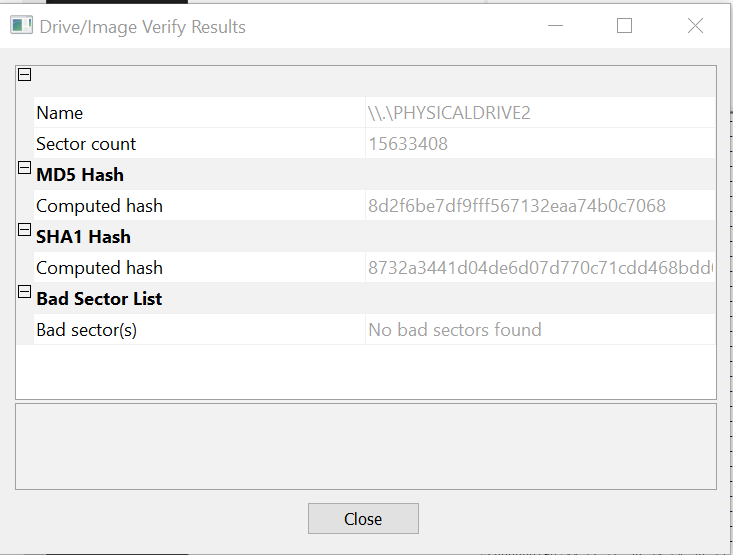 Drive/Image Verify Results
Name \\.\PHYSICALDRIVE2
Sector count 15633408
MD5 Hash
Computed hash 8d2f6be7df9fff567132eaa74b0c7068
SHA1 Hash
Computed hash 8732a3441d04de6d07d770c71cdd468bdd
Bad Sector List
Bad sector(s) No bad sectors found
Close